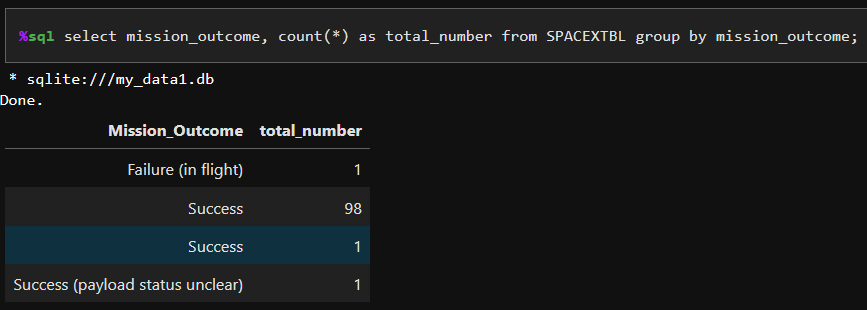 %sql select mission_outcome, count(*) as total_number from SPACEXTBL group by mission_outcome;
* sqlite:///my_data1.db
Done.
Mission_Outcome total_number
Failure (in flight) 1
Success 98
Success 1
Success (payload status unclear) 1